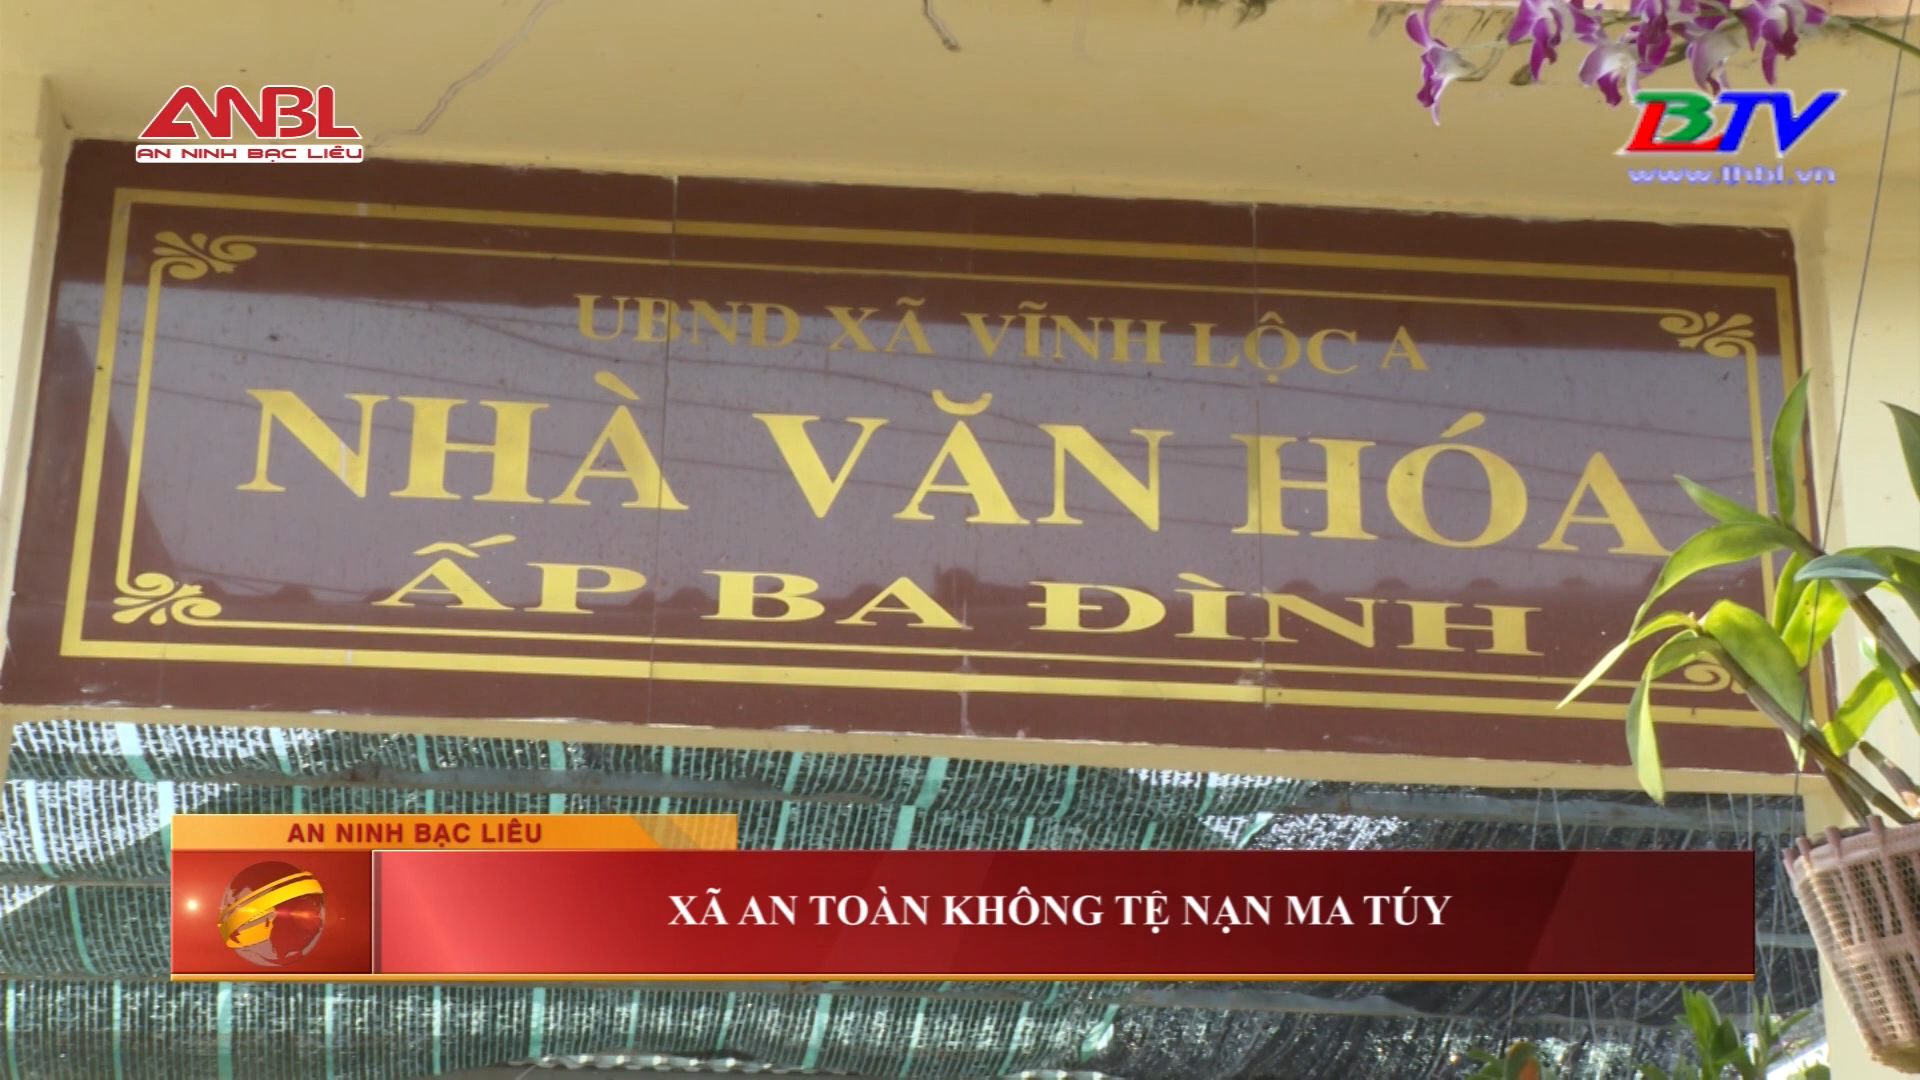 ANBL
AN NINH BẠC LIÊU
BTV
www.thbl.vn
UBND XÃ VĨNH LỘC A
NHÀ VĂN HÓA
ẤP BA ĐÌNH
AN NINH BẠC LIÊU
XÃ AN TOÀN KHÔNG TỆ NẠN MA TÚY